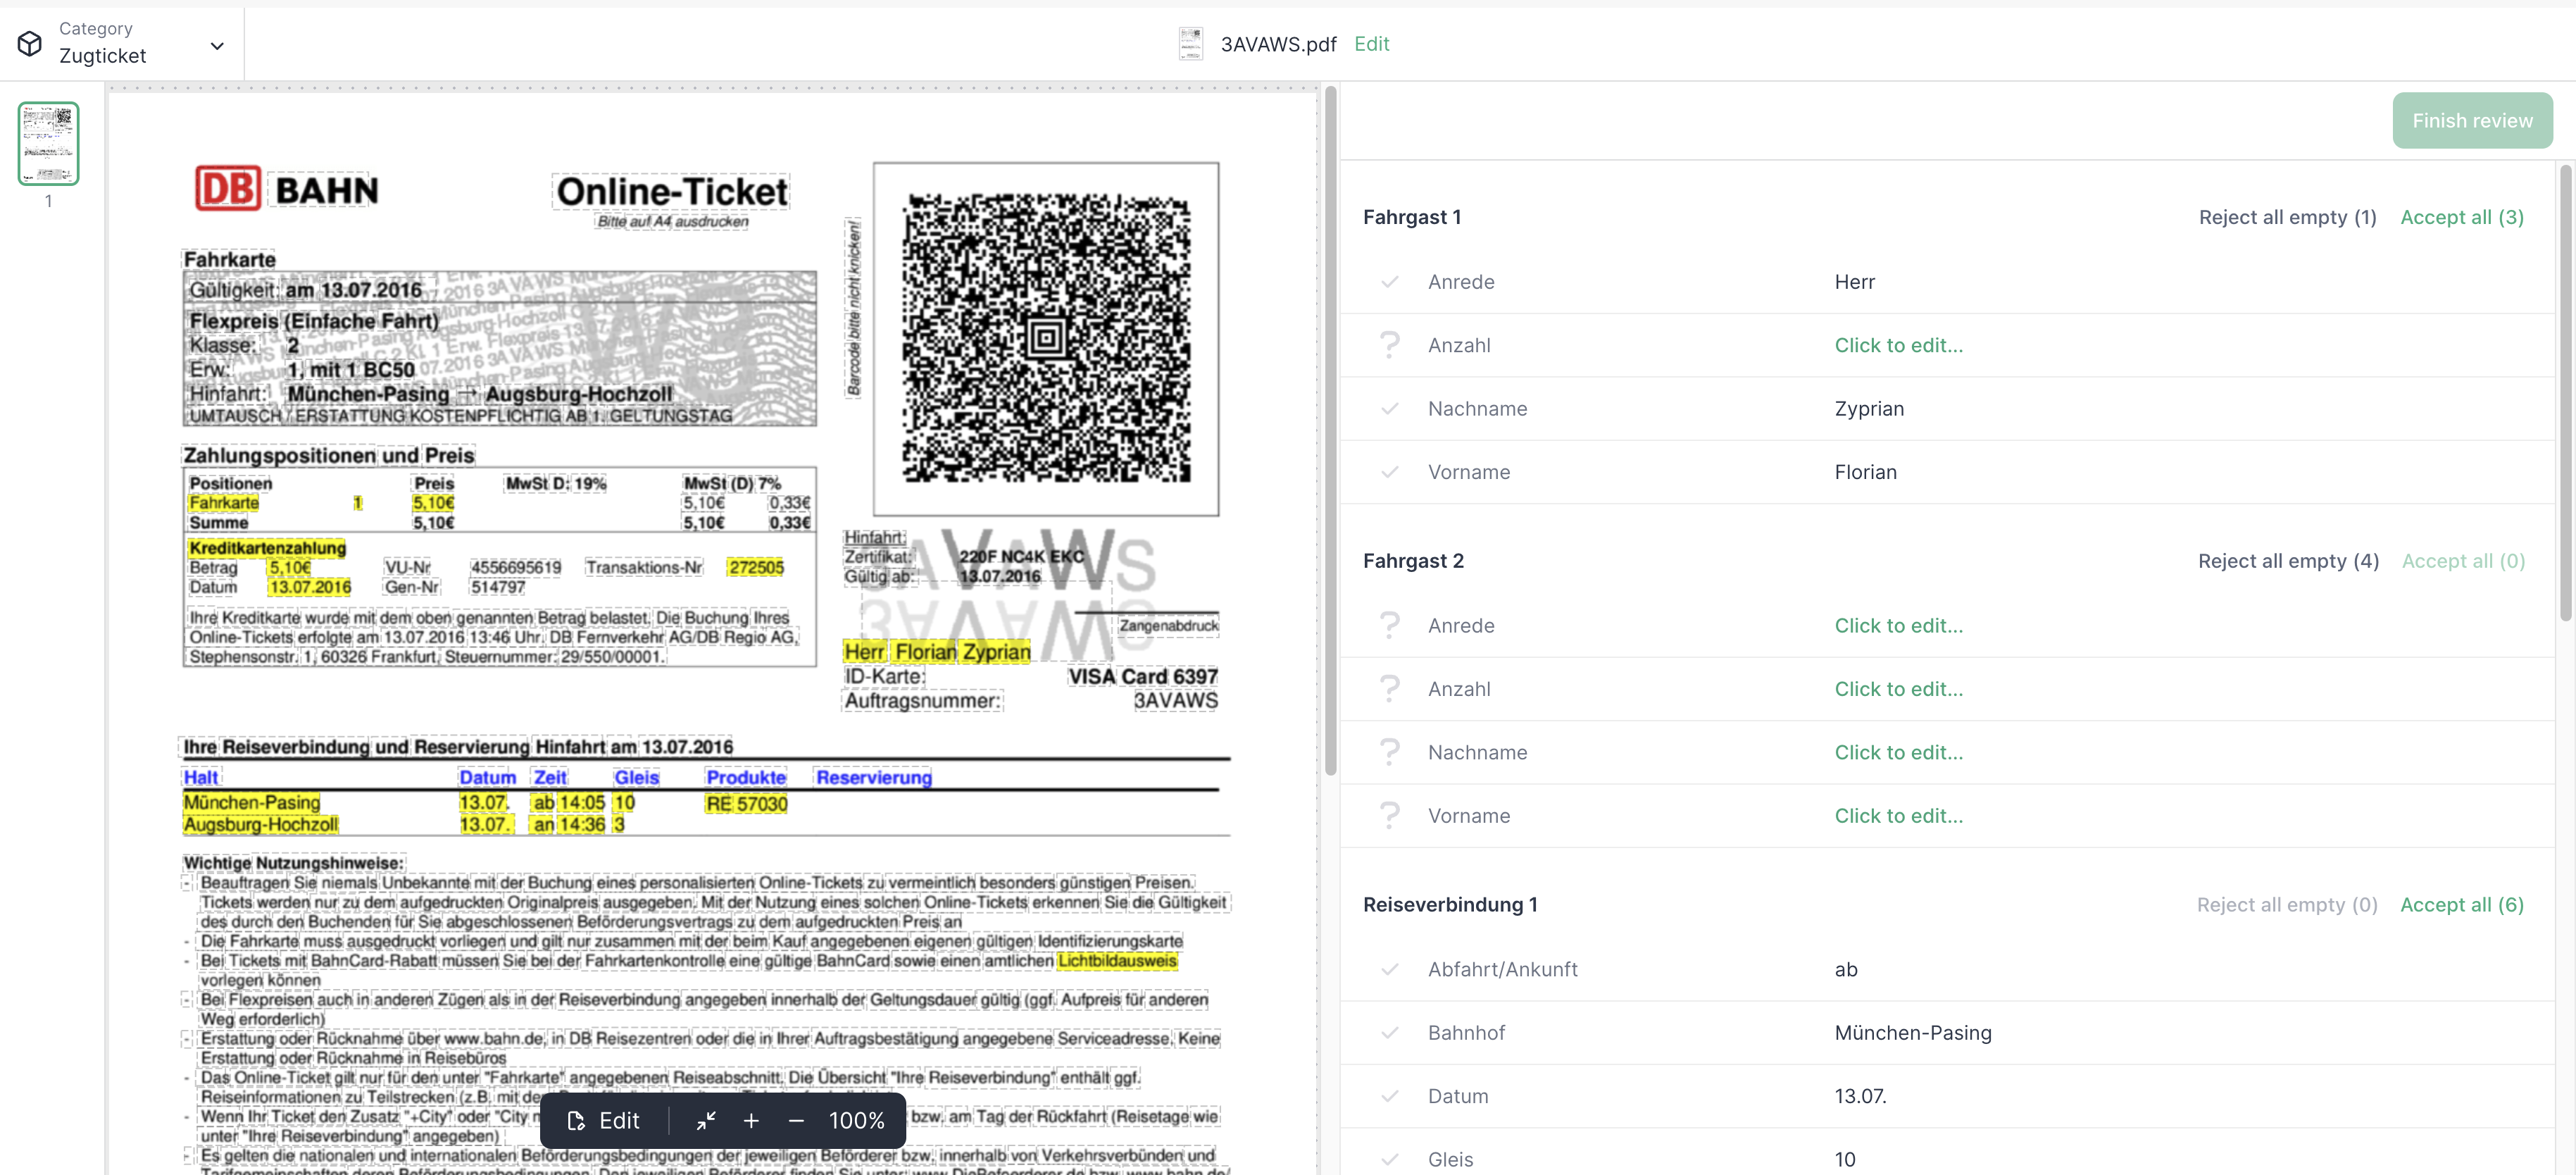 Category
Zugticket
3AVAWS.pdf Edit
1
Finish review
DB BAHN
Online-Ticket
Bitte auf A4 ausdrucken
Barcode bitte nicht knicken!
Fahrkarte
Gültigkeit: am 13.07.2016
Flexpreis (Einfache Fahrt)
Klasse: 2
Erw: 1, mit 1 BC50
Hinfahrt: München-Pasing → Augsburg-Hochzoll
UMTAUSCH / ERSTATTUNG KOSTENPFLICHTIG AB 1. GELTUNGSTAG
Zahlungspositionen und Preis
Positionen Preis MwSt D: 19% MwSt (D) 7%
Fahrkarte 1 5,10€ 5,10€ 0,33€
Summe 5,10€ 5,10€ 0,33€
Kreditkartenzahlung
Betrag 5,10€ VU-Nr 4556695619 Transaktions-Nr 272505
Datum 13.07.2016 Gen-Nr 514797
Ihre Kreditkarte wurde mit dem oben genannten Betrag belastet. Die Buchung Ihres
Online-Tickets erfolgte am 13.07.2016 13:46 Uhr. DB Fernverkehr AG/DB Regio AG,
Stephensonstr. 1, 60326 Frankfurt, Steuernummer: 29/550/00001.
3AVAWS
Hinfahrt:
Zertifikat: 220F NC4K EKC
Gültig ab: 13.07.2016
Zangenabdruck
Herr Florian Zyprian
ID-Karte: VISA Card 6397
Auftragsnummer: 3AVAWS
Ihre Reiseverbindung und Reservierung Hinfahrt am 13.07.2016
Halt Datum Zeit Gleis Produkte Reservierung
München-Pasing 13.07. ab 14:05 10 RE 57030
Augsburg-Hochzoll 13.07. an 14:36 3
Wichtige Nutzungshinweise:
- Beauftragen Sie niemals Unbekannte mit der Buchung eines personalisierten Online-Tickets zu vermeintlich besonders günstigen Preisen.
Tickets werden nur zu dem aufgedruckten Originalpreis ausgegeben. Mit der Nutzung eines solchen Online-Tickets erkennen Sie die Gültigkeit
des durch den Buchenden für Sie abgeschlossenen Beförderungsvertrags zu dem aufgedruckten Preis an
- Die Fahrkarte muss ausgedruckt vorliegen und gilt nur zusammen mit der beim Kauf angegebenen eigenen gültigen Identifizierungskarte
- Bei Tickets mit BahnCard-Rabatt müssen Sie bei der Fahrkartenkontrolle eine gültige BahnCard sowie einen amtlichen Lichtbildausweis
vorlegen können
- Bei Flexpreisen auch in anderen Zügen als in der Reiseverbindung angegeben innerhalb der Geltungsdauer gültig (ggf. Aufpreis für anderen
Weg erforderlich)
- Erstattung oder Rücknahme über www.bahn.de, in DB Reisezentren oder die in Ihrer Auftragsbestätigung angegebene Serviceadresse. Keine
Erstattung oder Rücknahme in Reisebüros
- Das Online-Ticket gilt nur für den unter "Fahrkarte" angegebenen Reiseabschnitt. Die Übersicht "Ihre Reiseverbindung" enthält ggf.
Reiseinformationen zu Teilstrecken (z.B. mit
- Wenn Ihr Ticket den Zusatz "+City" oder "City bzw. am Tag der Rückfahrt (Reisetage wie
unter "Ihre Reiseverbindung" angegeben)
- Es gelten die nationalen und internationalen Beförderungsbedingungen der jeweiligen Beförderer bzw. innerhalb von Verkehrsverbünden und
Edit 100%
Fahrgast 1 Reject all empty (1) Accept all (3)
Anrede Herr
Anzahl Click to edit...
Nachname Zyprian
Vorname Florian
Fahrgast 2 Reject all empty (4) Accept all (0)
Anrede Click to edit...
Anzahl Click to edit...
Nachname Click to edit...
Vorname Click to edit...
Reiseverbindung 1 Reject all empty (0) Accept all (6)
Abfahrt/Ankunft ab
Bahnhof München-Pasing
Datum 13.07.
Gleis 10